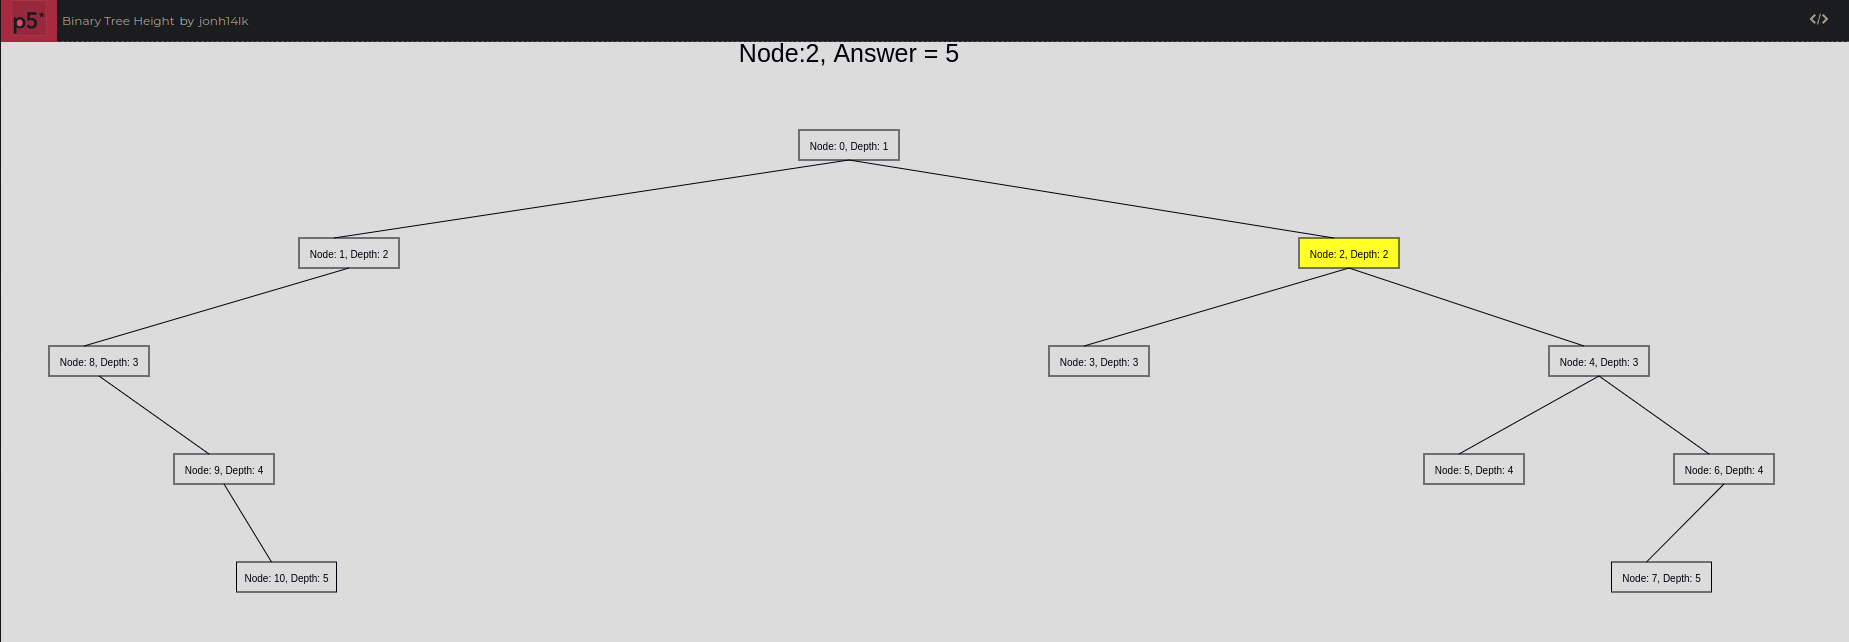 p5*
Binary Tree Height by jonh14lk
</>
Node:2, Answer = 5
Node: 0, Depth: 1
Node: 1, Depth: 2
Node: 2, Depth: 2
Node: 8, Depth: 3
Node: 3, Depth: 3
Node: 4, Depth: 3
Node: 9, Depth: 4
Node: 5, Depth: 4
Node: 6, Depth: 4
Node: 10, Depth: 5
Node: 7, Depth: 5